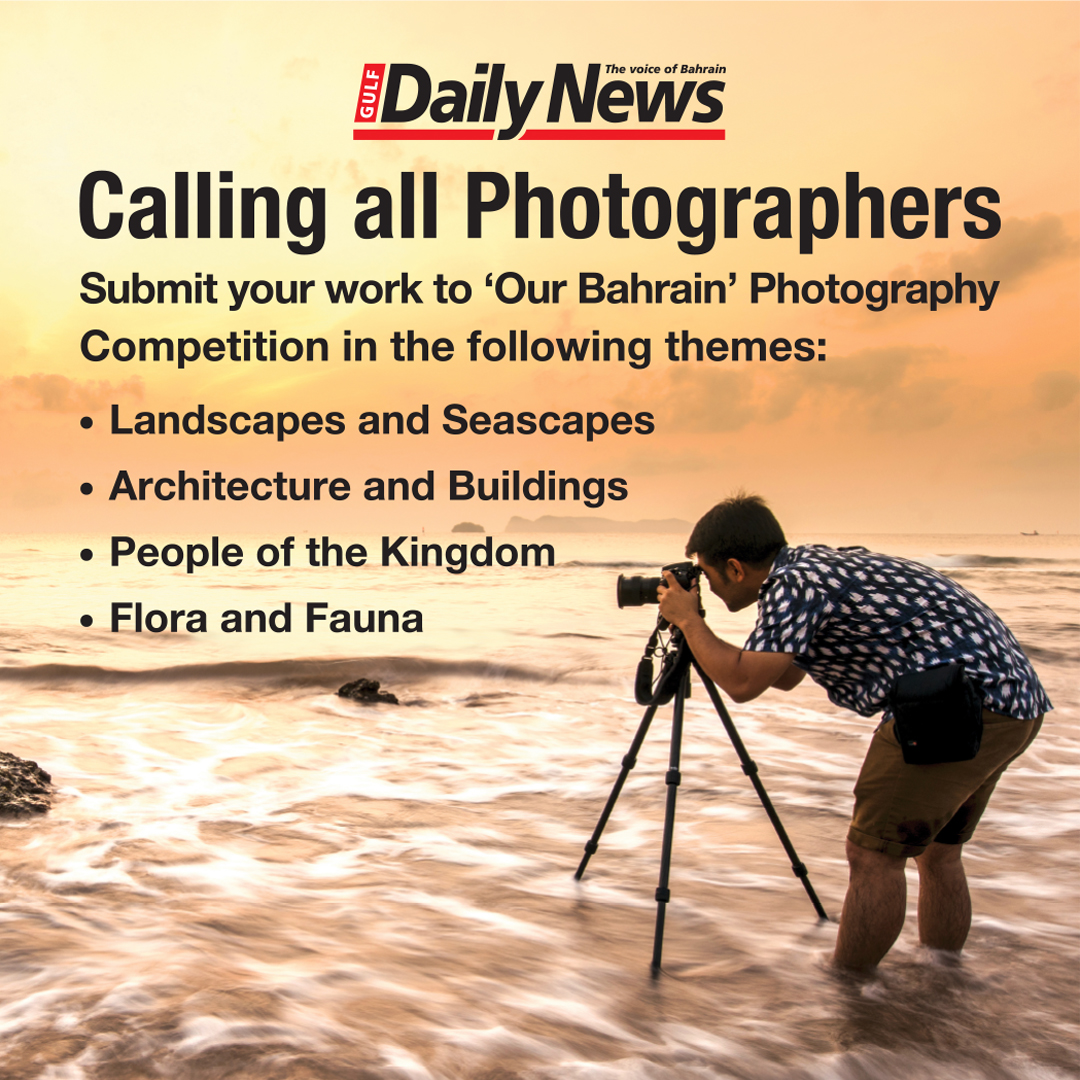 GULF Daily News
The voice of Bahrain
Calling all Photographers
Submit your work to ‘Our Bahrain’ Photography
Competition in the following themes:
• Landscapes and Seascapes
• Architecture and Buildings
• People of the Kingdom
• Flora and Fauna